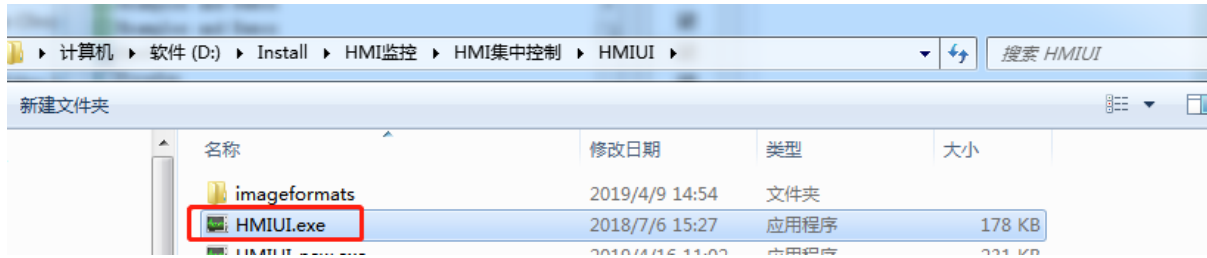 计算机 ▸ 软件 (D:) ▸ Install ▸ HMI监控 ▸ HMI集中控制 ▸ HMIUI ▸ 搜索 HMIUI
新建文件夹
名称 修改日期 类型 大小
imageformats 2019/4/9 14:54 文件夹
HMIUI.exe 2018/7/6 15:27 应用程序 178 KB